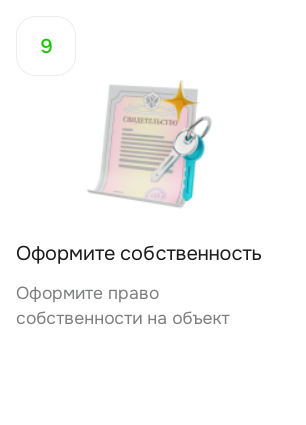 9
СВИДЕТЕЛЬСТВО
Оформите собственность
Оформите право
собственности на объект